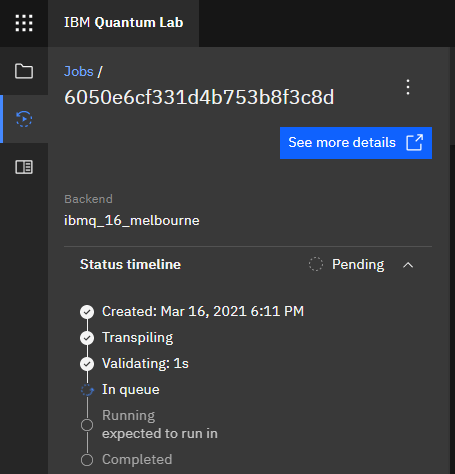 IBM Quantum Lab
Jobs /
6050e6cf331d4b753b8f3c8d
See more details
Backend
ibmq_16_melbourne
Status timeline Pending
Created: Mar 16, 2021 6:11 PM
Transpiling
Validating: 1s
In queue
Running
expected to run in
Completed